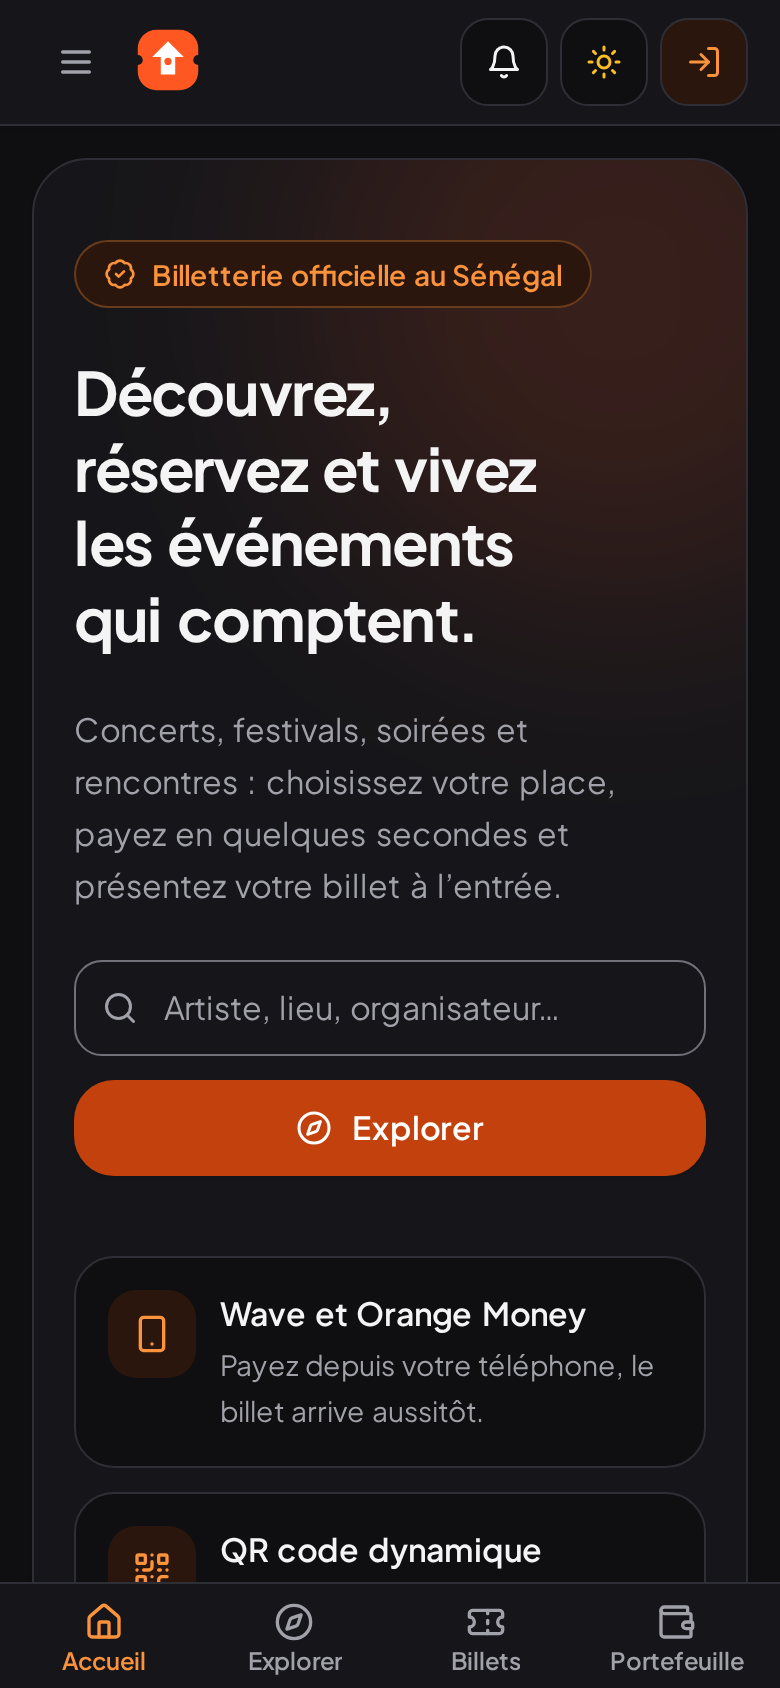 Billetterie officielle au Sénégal
Découvrez,
réservez et vivez
les événements
qui comptent.
Concerts, festivals, soirées et
rencontres : choisissez votre place,
payez en quelques secondes et
présentez votre billet à l’entrée.
Artiste, lieu, organisateur…
Explorer
Wave et Orange Money
Payez depuis votre téléphone, le
billet arrive aussitôt.
QR code dynamique
Accueil
Explorer
Billets
Portefeuille